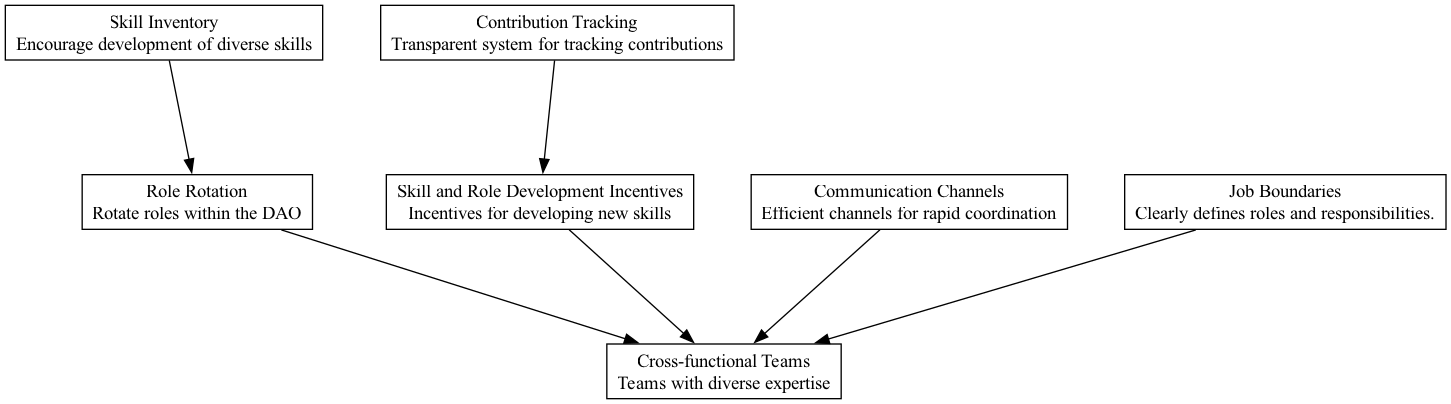 Skill Inventory
Encourage development of diverse skills
Contribution Tracking
Transparent system for tracking contributions
Role Rotation
Rotate roles within the DAO
Skill and Role Development Incentives
Incentives for developing new skills
Communication Channels
Efficient channels for rapid coordination
Job Boundaries
Clearly defines roles and responsibilities.
Cross-functional Teams
Teams with diverse expertise